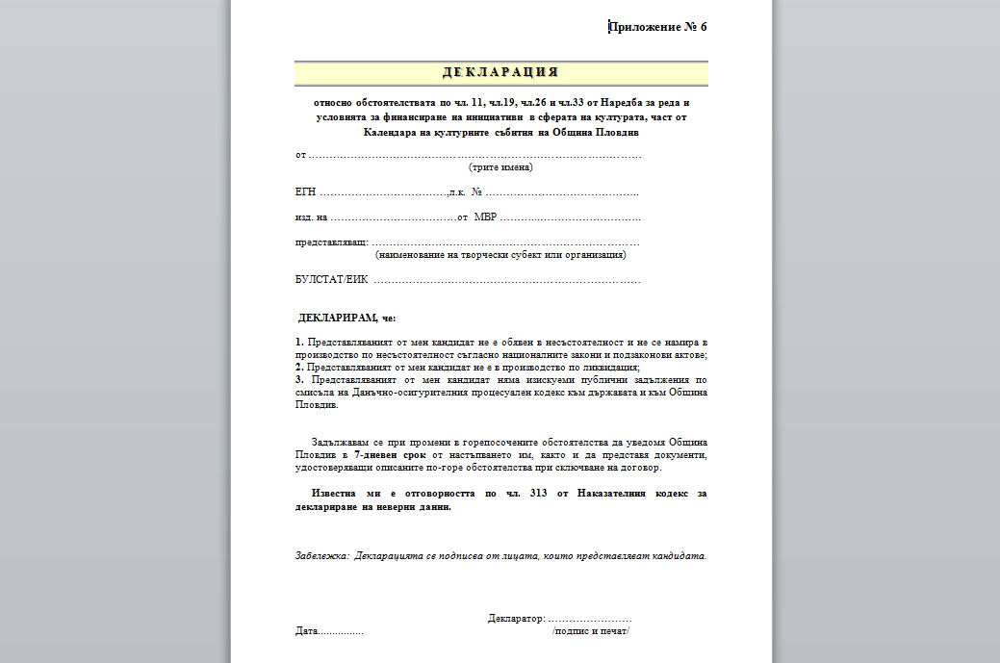 Приложение № 6
ДЕКЛАРАЦИЯ
относно обстоятелствата по чл. 11, чл.19, чл.26 и чл.33 от Наредба за реда и
условията за финансиране на инициативи в сферата на културата, част от
Календара на културните събития на Община Пловдив
от ……………………………………………………………………………………
(трите имена)
ЕГН ………………………………,л.к. № …………………………………….
изд. на ………………………………от МВР ………...………………………..
представляващ: …………………………………………………………………
(наименование на творчески субект или организация)
БУЛСТАТ/ЕИК …………………………………………………………………
ДЕКЛАРИРАМ, че:
1. Представляваният от мен кандидат не е обявен в несъстоятелност и не се намира в
производство по несъстоятелност съгласно националните закони и подзаконови актове;
2. Представляваният от мен кандидат не е в производство по ликвидация;
3. Представляваният от мен кандидат няма изискуеми публични задължения по
смисъла на Данъчно-осигурителния процесуален кодекс към държавата и към Община
Пловдив.
Задължавам се при промени в горепосочените обстоятелства да уведомя Община
Пловдив в 7-дневен срок от настъпването им, както и да представя документи,
удостоверяващи описаните по-горе обстоятелства при сключване на договор.
Известна ми е отговорността по чл. 313 от Наказателния кодекс за
деклариране на неверни данни.
Забележка: Декларацията се подписва от лицата, които представляват кандидата.
Декларатор: ……………………
Дата................ /подпис и печат/